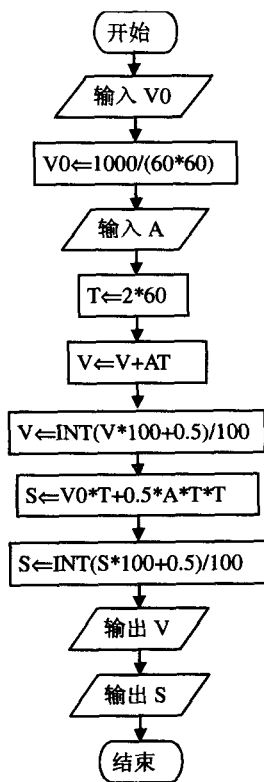 开始
输入 V0
V0⇐1000/(60*60)
输入 A
T⇐2*60
V⇐V+AT
V⇐INT(V*100+0.5)/100
S⇐V0*T+0.5*A*T*T
S⇐INT(S*100+0.5)/100
输出 V
输出 S
结束